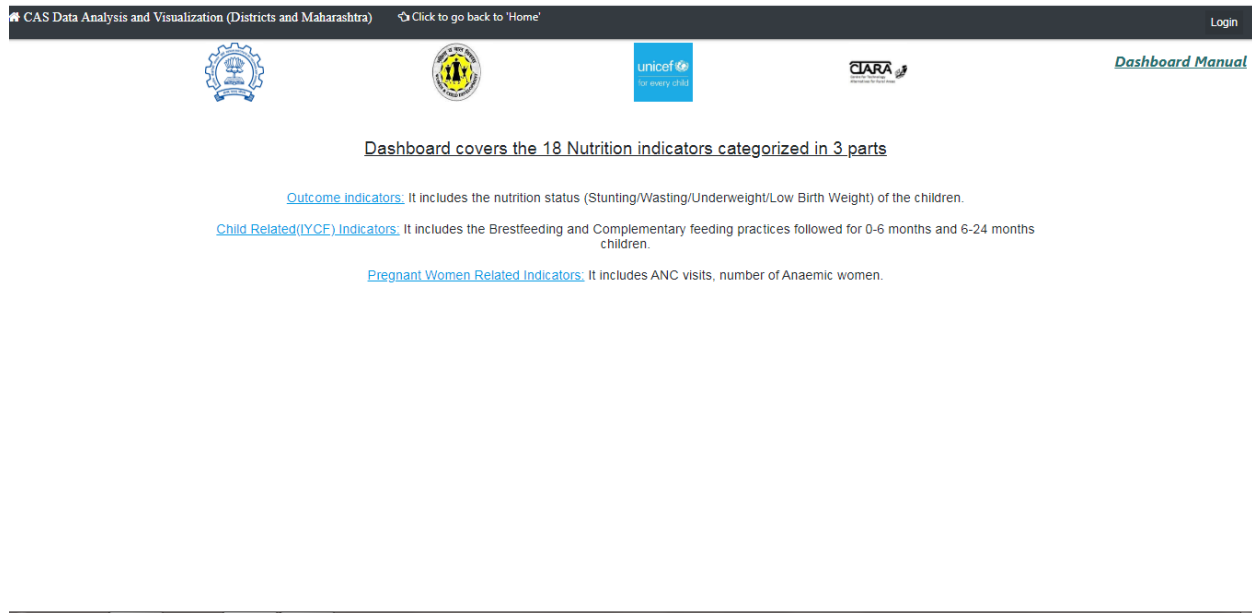 CAS Data Analysis and Visualization (Districts and Maharashtra) Click to go back to 'Home'
Login
unicef
for every child
CTARA
Dashboard Manual
Dashboard covers the 18 Nutrition indicators categorized in 3 parts
Outcome indicators: It includes the nutrition status (Stunting/Wasting/Underweight/Low Birth Weight) of the children.
Child Related(IYCF) Indicators: It includes the Brestfeeding and Complementary feeding practices followed for 0-6 months and 6-24 months
children.
Pregnant Women Related Indicators: It includes ANC visits, number of Anaemic women.